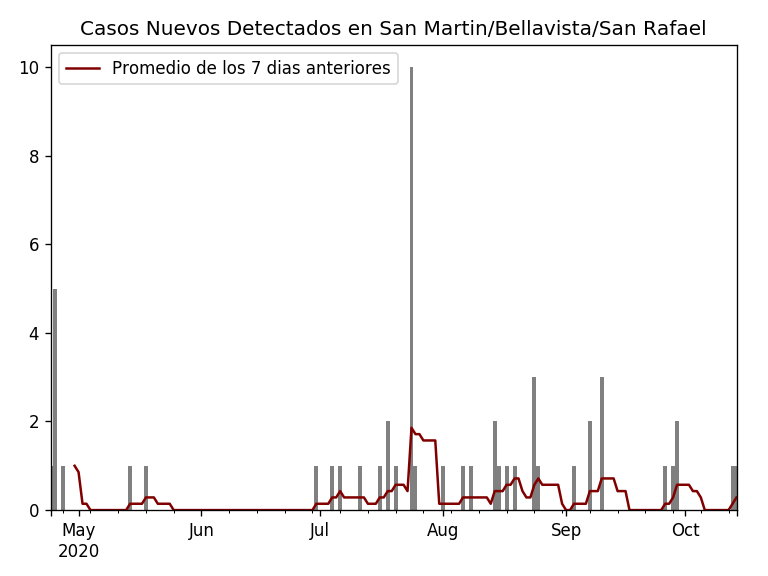 Casos Nuevos Detectados en San Martin/Bellavista/San Rafael
Promedio de los 7 dias anteriores
10
8
6
4
2
0
May Jun Jul Aug Sep Oct
2020